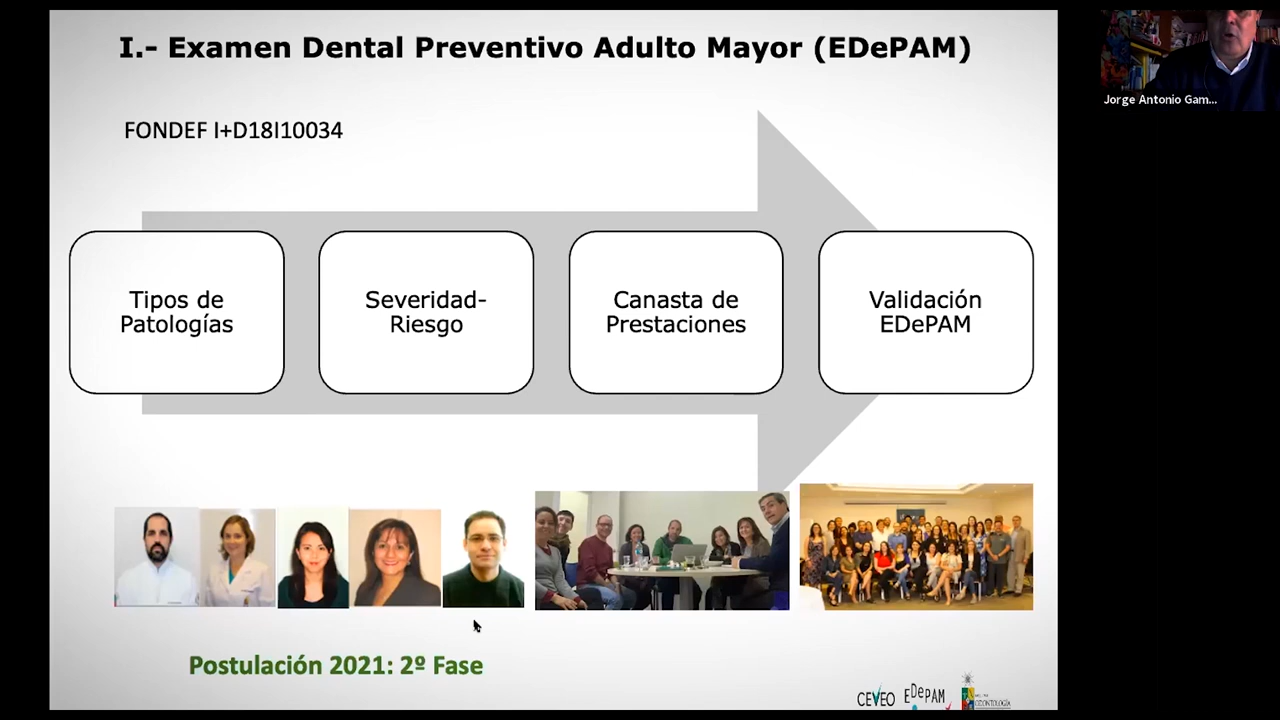 I.- Examen Dental Preventivo Adulto Mayor (EDePAM)
Jorge Antonio Gam...
FONDEF I+D18I10034
Tipos de
Patologías
Severidad-
Riesgo
Canasta de
Prestaciones
Validación
EDePAM
Postulación 2021: 2º Fase
CEVEO
EDePAM
ODONTOLOGÍA